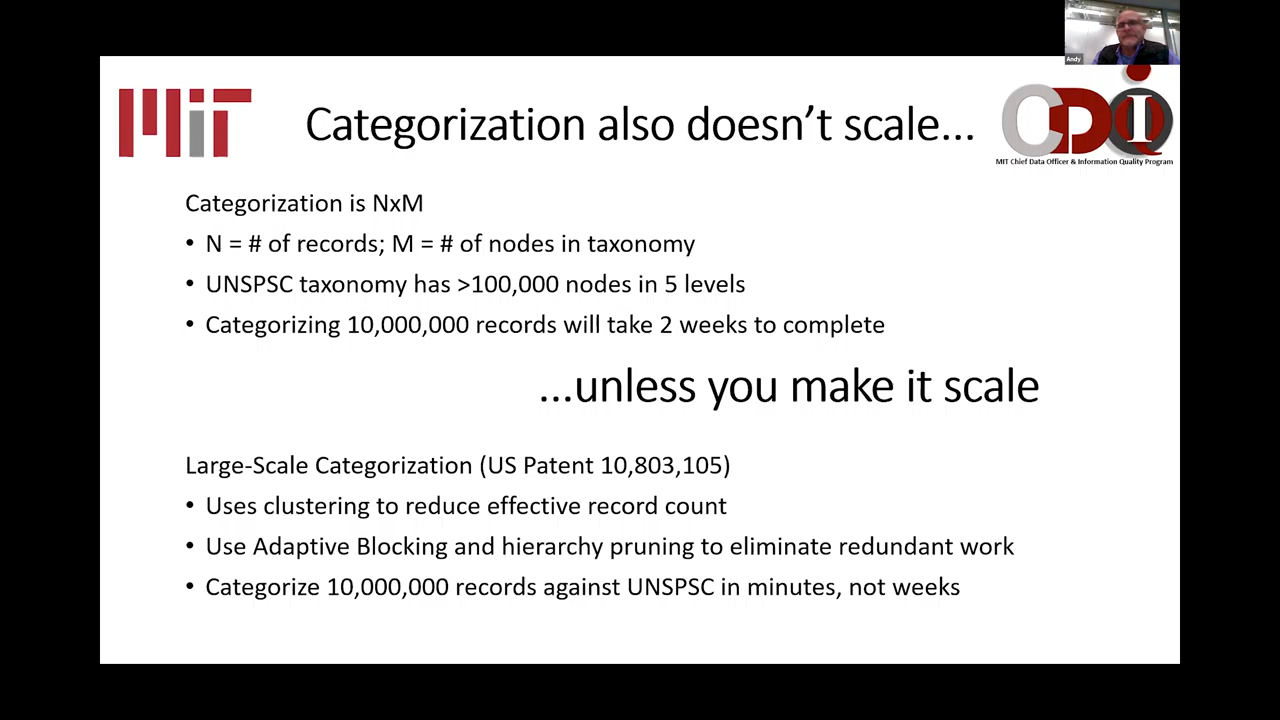 Andy
MIT
Categorization also doesn't scale...
CDIQ
MIT Chief Data Officer & Information Quality Program
Categorization is NxM
• N = # of records; M = # of nodes in taxonomy
• UNSPSC taxonomy has >100,000 nodes in 5 levels
• Categorizing 10,000,000 records will take 2 weeks to complete
...unless you make it scale
Large-Scale Categorization (US Patent 10,803,105)
• Uses clustering to reduce effective record count
• Use Adaptive Blocking and hierarchy pruning to eliminate redundant work
• Categorize 10,000,000 records against UNSPSC in minutes, not weeks